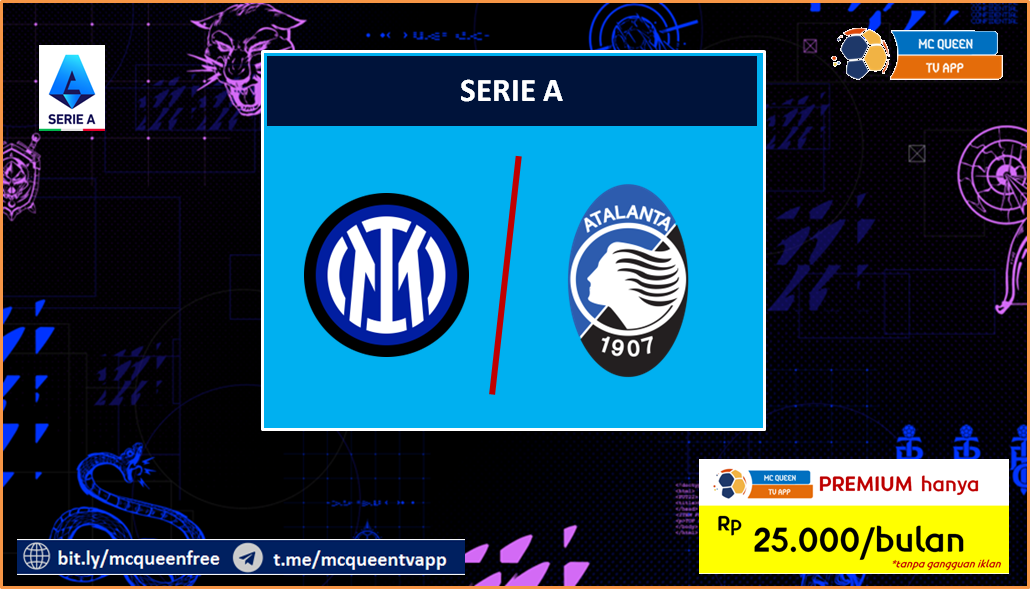 SERIE A
MC QUEEN
TV APP
SERIE A
ATALANTA
1907
MC QUEEN
TV APP
PREMIUM hanya
Rp 25.000/bulan
*tanpa gangguan iklan
bit.ly/mcqueenfree
t.me/mcqueentvapp